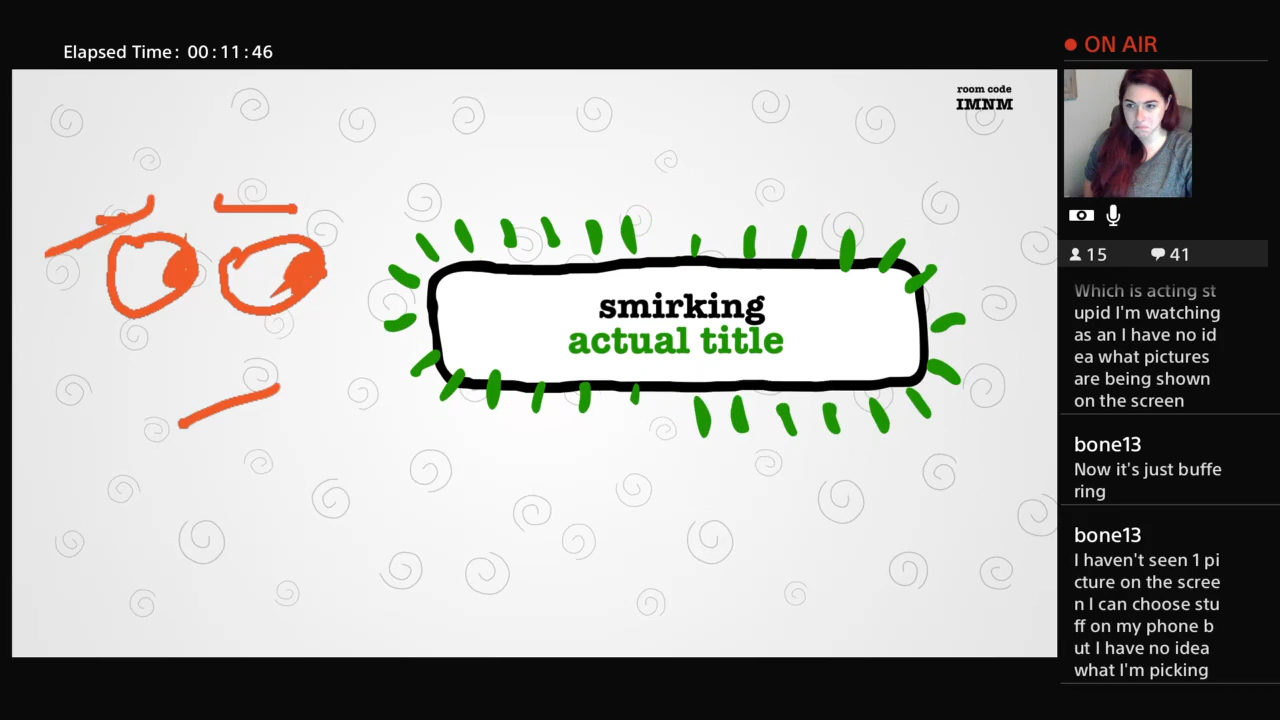 Elapsed Time: 00:11:46
ON AIR
room code
IMNM
smirking
actual title
15 41
Which is acting st
upid I'm watching
as an I have no id
ea what pictures
are being shown
on the screen
bone13
Now it's just buffe
ring
bone13
I haven't seen 1 pi
cture on the scree
n I can choose stu
ff on my phone b
ut I have no idea
what I'm picking